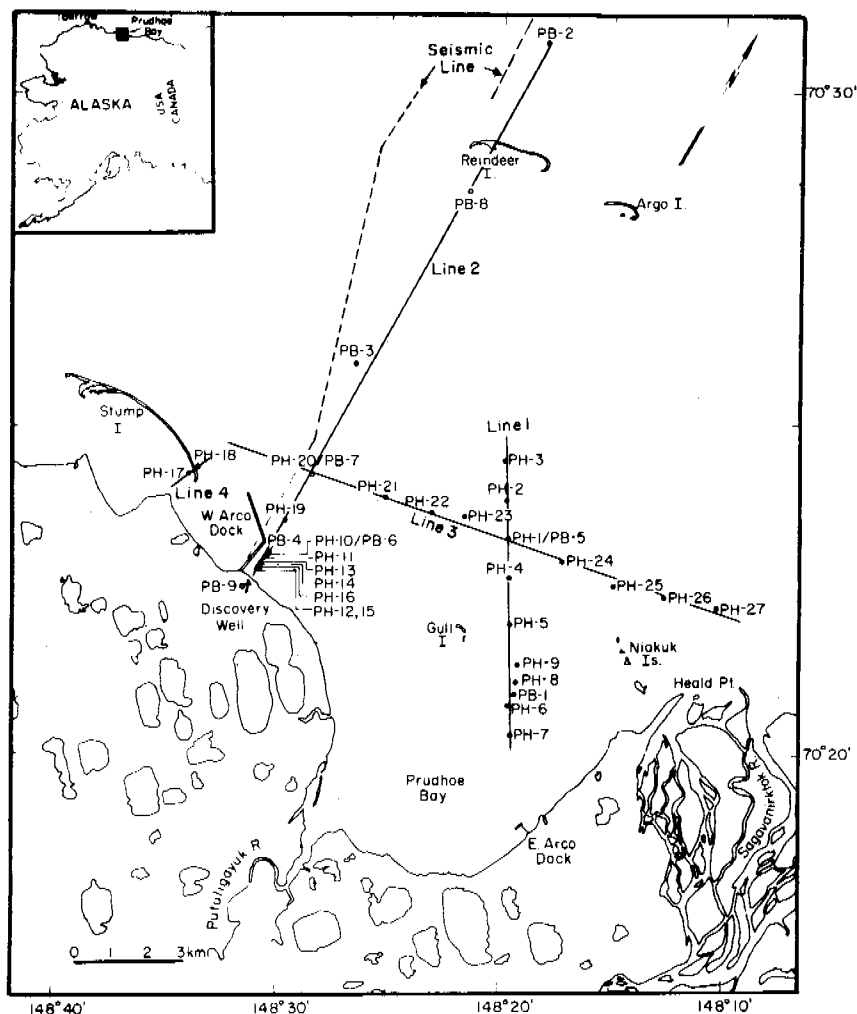 Barrow
Prudhoe
Bay
ALASKA
USA
CANADA
Seismic
Line
PB-2
70°30'
Reindeer
I.
PB-8
Argo I.
Line 2
PB-3
Stump
I
Line 1
PH-18
PH-17
PH-20/PB-7
PH-3
Line 4
PH-21
PH-2
W. Arco
Dock
PH-22
PH-19
Line 3
PH-23
PB-4
PH-10/PB-6
PH-1/PB-5
PH-11
PH-24
PH-13
PH-4
PB-9
PH-14
PH-25
Discovery
Well
PH-16
PH-26
PH-12,15
PH-27
Gull
I
PH-5
Niakuk
Is.
PH-9
PH-8
Heald Pt.
PB-1
PH-6
PH-7
70°20'
Prudhoe
Bay
Sagavanirktok R
E. Arco
Dock
Putuligayuk R
0 1 2 3km
148°40' 148°30' 148°20' 148°10'